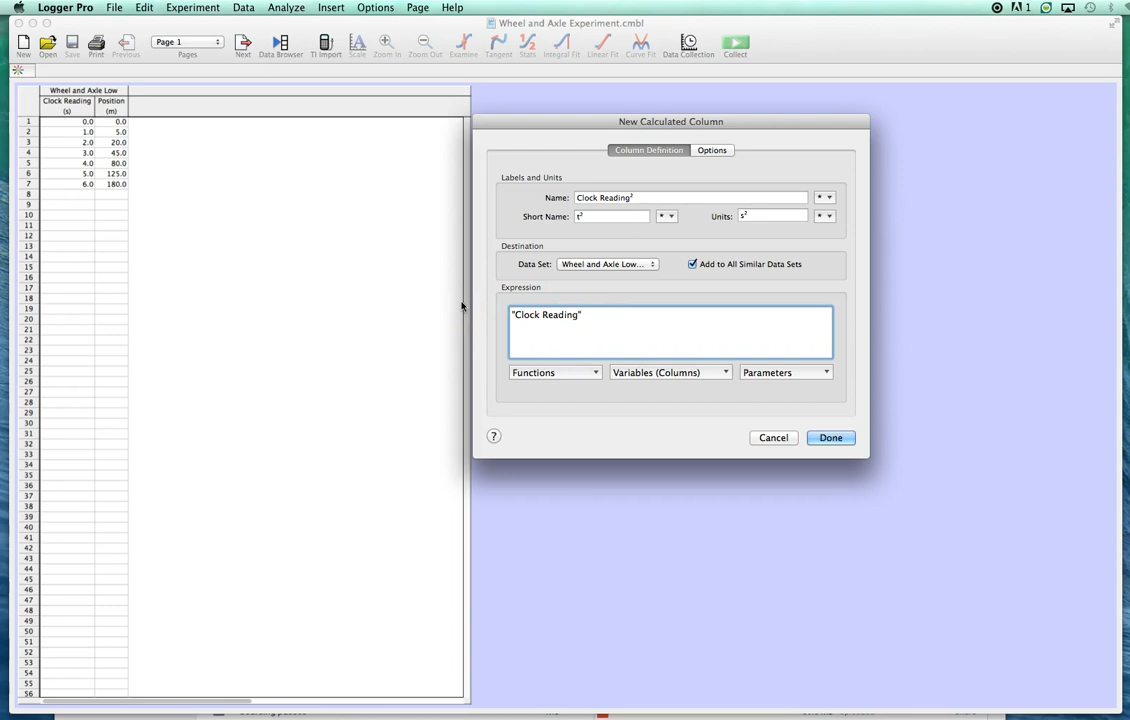 Logger Pro File Edit Experiment Data Analyze Insert Options Page Help
Wheel and Axle Experiment.cmbl
Page 1
New Open Save Print Previous Pages Next Data Browser TI Import Scale Zoom In Zoom Out Examine Tangent Stats Integral Fit Linear Fit Curve Fit Data Collection Collect
Wheel and Axle Low
Clock Reading Position
(s) (m)
1 0.0 0.0
2 1.0 5.0
3 2.0 20.0
4 3.0 45.0
5 4.0 80.0
6 5.0 125.0
7 6.0 180.0
8
9
10
11
12
13
14
15
16
17
18
19
20
21
22
23
24
25
26
27
28
29
30
31
32
33
34
35
36
37
38
39
40
41
42
43
44
45
46
47
48
49
50
51
52
53
54
55
56
New Calculated Column
Column Definition Options
Labels and Units
Name: Clock Reading²
Short Name: t² Units: s²
Destination
Data Set: Wheel and Axle Low... Add to All Similar Data Sets
Expression
"Clock Reading"
Functions Variables (Columns) Parameters
? Cancel Done